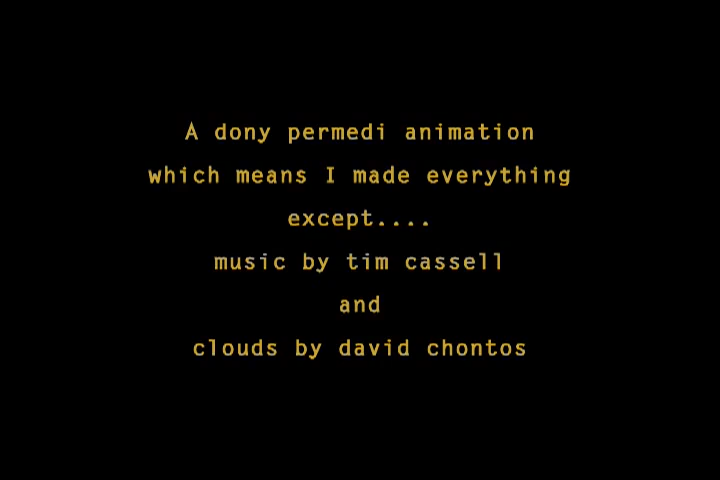 A dony permedi animation
which means I made everything
except....
music by tim cassell
and
clouds by david chontos